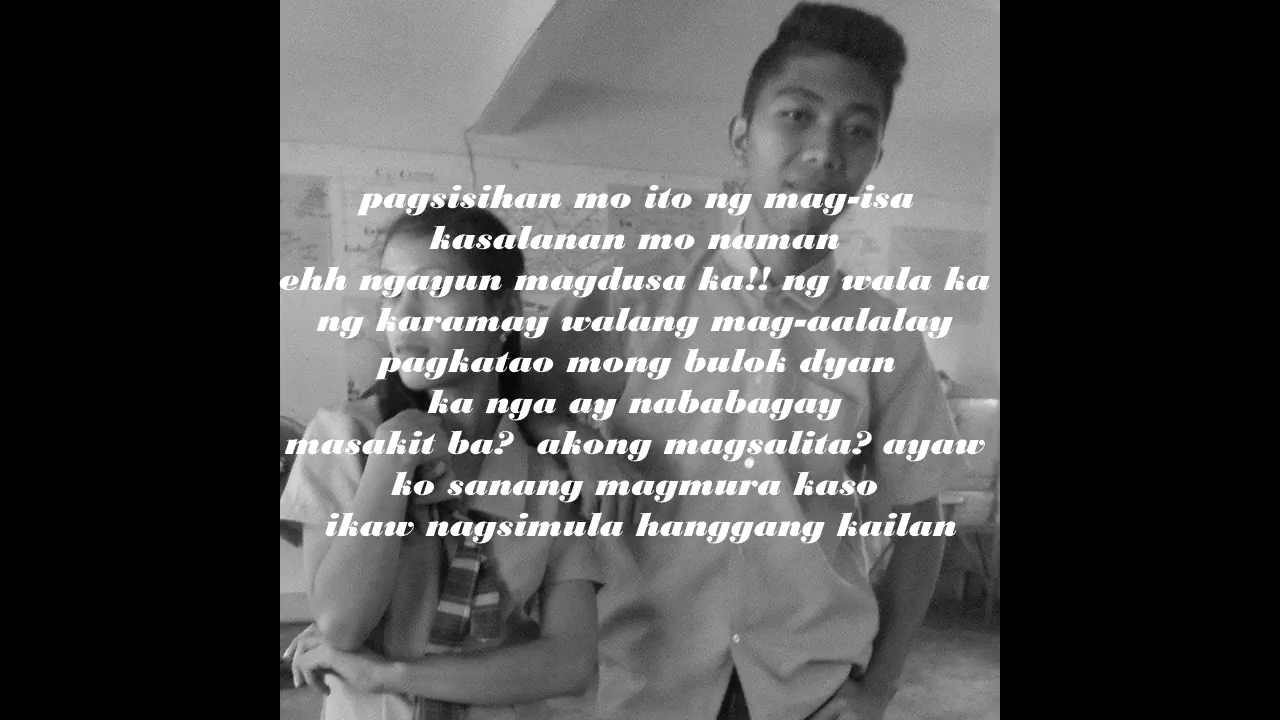 pagsisihan mo ito ng mag-isa
kasalanan mo naman
ehh ngayun magdusa ka!! ng wala ka
ng karamay walang mag-aalalay
pagkatao mong bulok dyan
ka nga ay nababagay
masakit ba?  akong magsalita? ayaw
ko sanang magmura kaso
ikaw nagsimula hanggang kailan